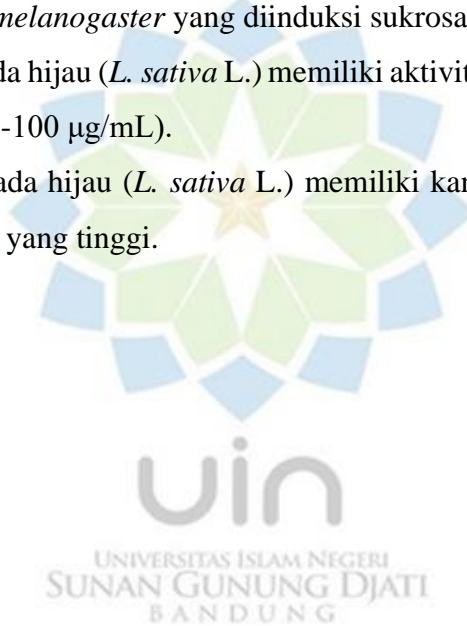 melanogaster yang diinduksi sukrosa
da hijau (L. sativa L.) memiliki aktivit
-100 μg/mL).
ada hijau (L. sativa L.) memiliki kan
yang tinggi.
uin
UNIVERSITAS ISLAM NEGERI
SUNAN GUNUNG DJATI
BANDUNG